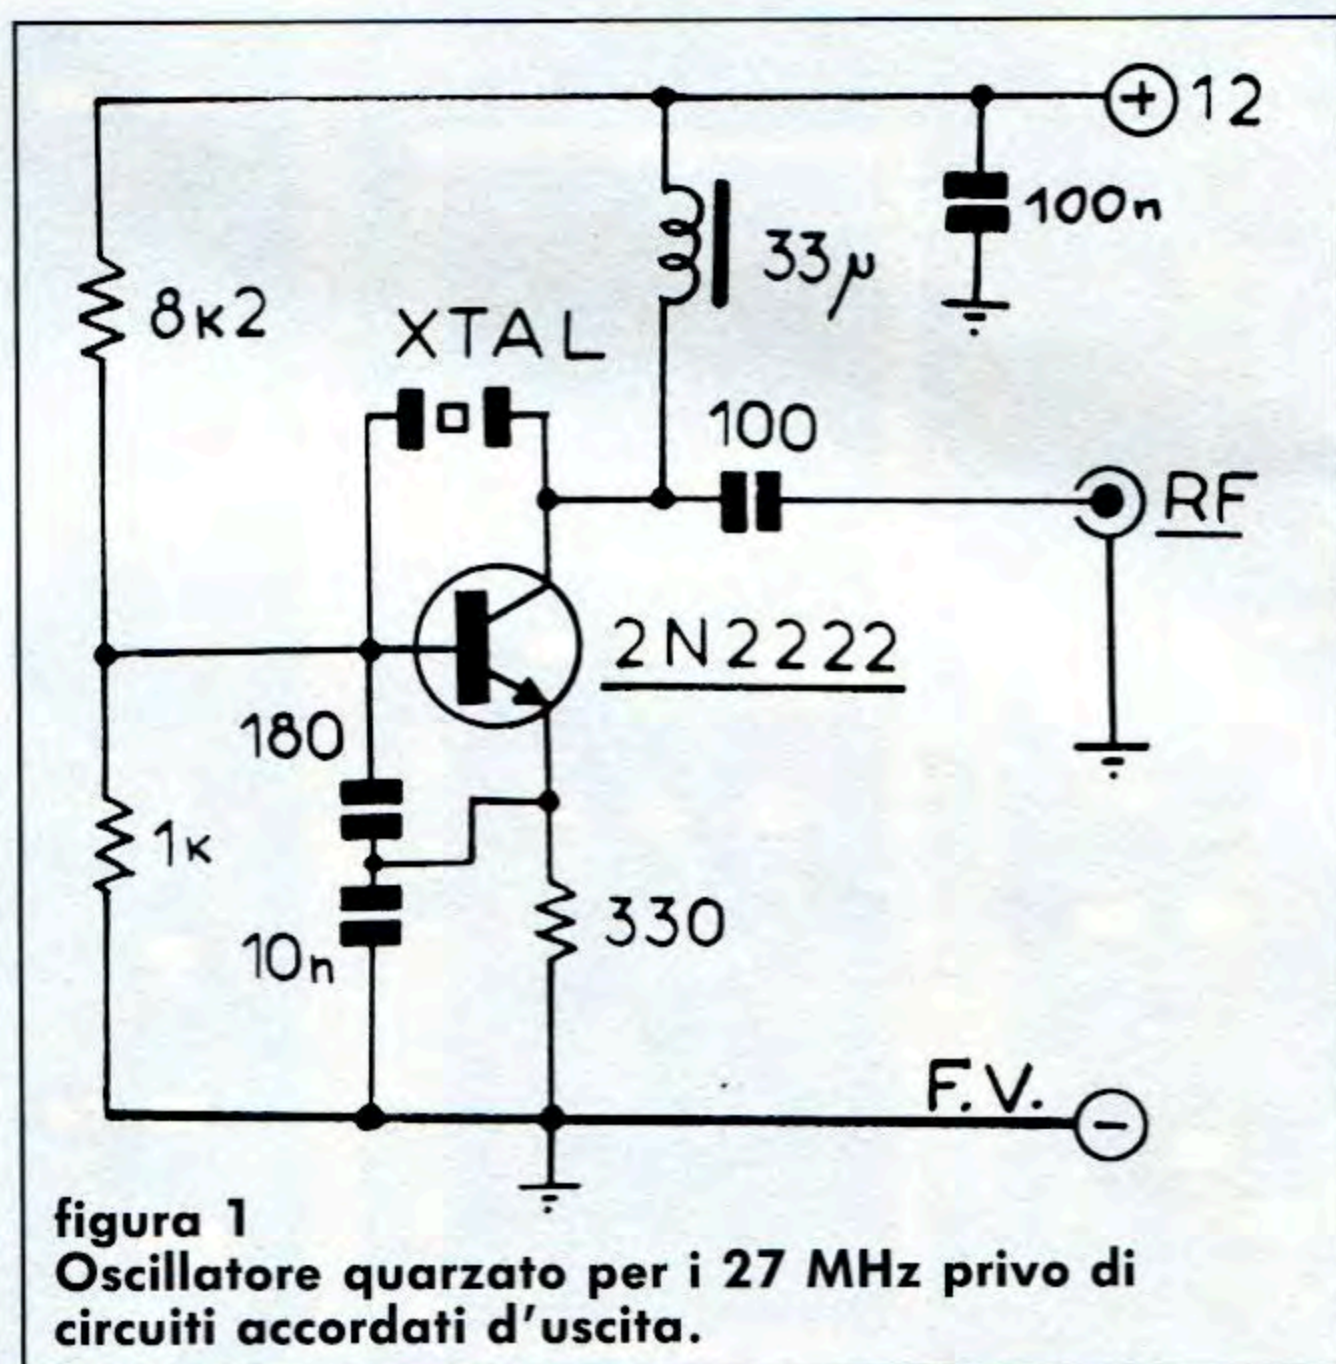 + 12
100n
33μ
8K2
XTAL
100
RF
2N2222
180
1K
10n
330
F.V. -
figura 1
Oscillatore quarzato per i 27 MHz privo di
circuiti accordati d'uscita.